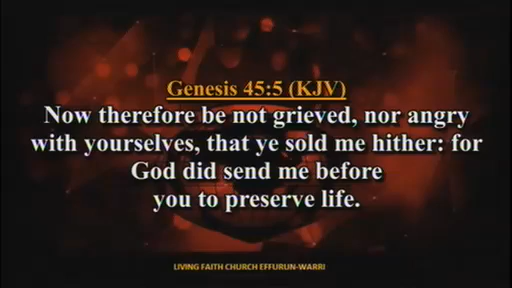 Genesis 45:5 (KJV)
Now therefore be not grieved, nor angry
with yourselves, that ye sold me hither: for
God did send me before
you to preserve life.
LIVING FAITH CHURCH EFFURUN-WARRI